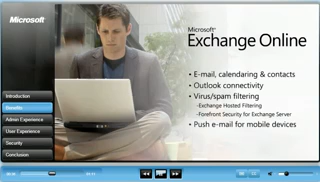 Microsoft
Microsoft
Exchange Online
• E-mail, calendaring & contacts
• Outlook connectivity
• Virus/spam filtering
-Exchange Hosted Filtering
-Forefront Security for Exchange Server
• Push e-mail for mobile devices
Introduction
Benefits
Admin Experience
User Experience
Security
Conclusion